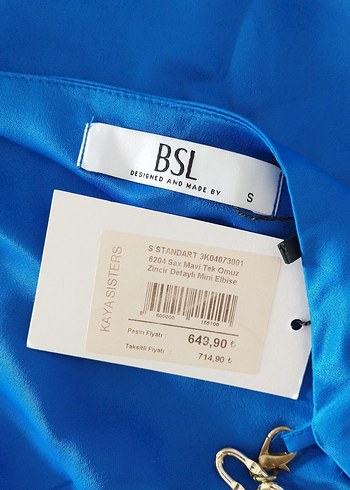 BSL
DESIGNED AND MADE BY
S
KAYA SISTERS
S STANDART 3K04073001
6204 Sax Mavi Tek Omuz
Zincir Detaylı Mini Elbise
Peşin Fiyatı :
649,90 ₺
Taksitli Fiyatı :
714,90 ₺